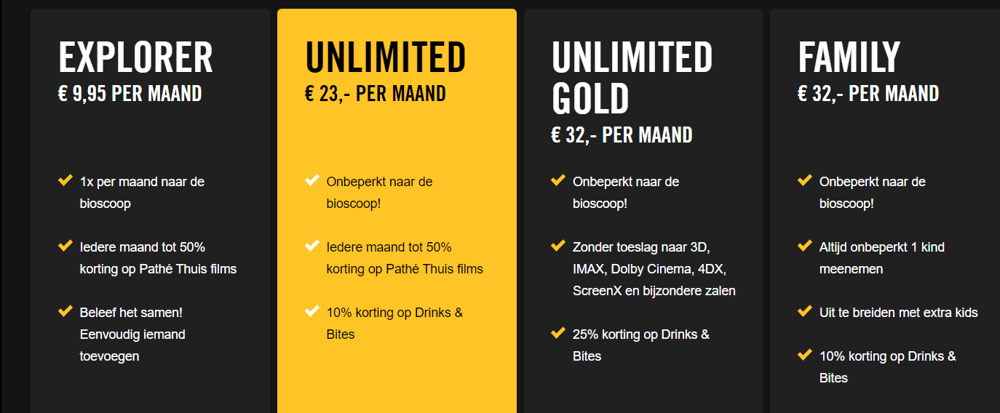 EXPLORER
€ 9,95 PER MAAND
1x per maand naar de
bioscoop
Iedere maand tot 50%
korting op Pathé Thuis films
Beleef het samen!
Eenvoudig iemand
toevoegen
UNLIMITED
€ 23,- PER MAAND
Onbeperkt naar de
bioscoop!
Iedere maand tot 50%
korting op Pathé Thuis films
10% korting op Drinks &
Bites
UNLIMITED
GOLD
€ 32,- PER MAAND
Onbeperkt naar de
bioscoop!
Zonder toeslag naar 3D,
IMAX, Dolby Cinema, 4DX,
ScreenX en bijzondere zalen
25% korting op Drinks &
Bites
FAMILY
€ 32,- PER MAAND
Onbeperkt naar de
bioscoop!
Altijd onbeperkt 1 kind
meenemen
Uit te breiden met extra kids
10% korting op Drinks &
Bites